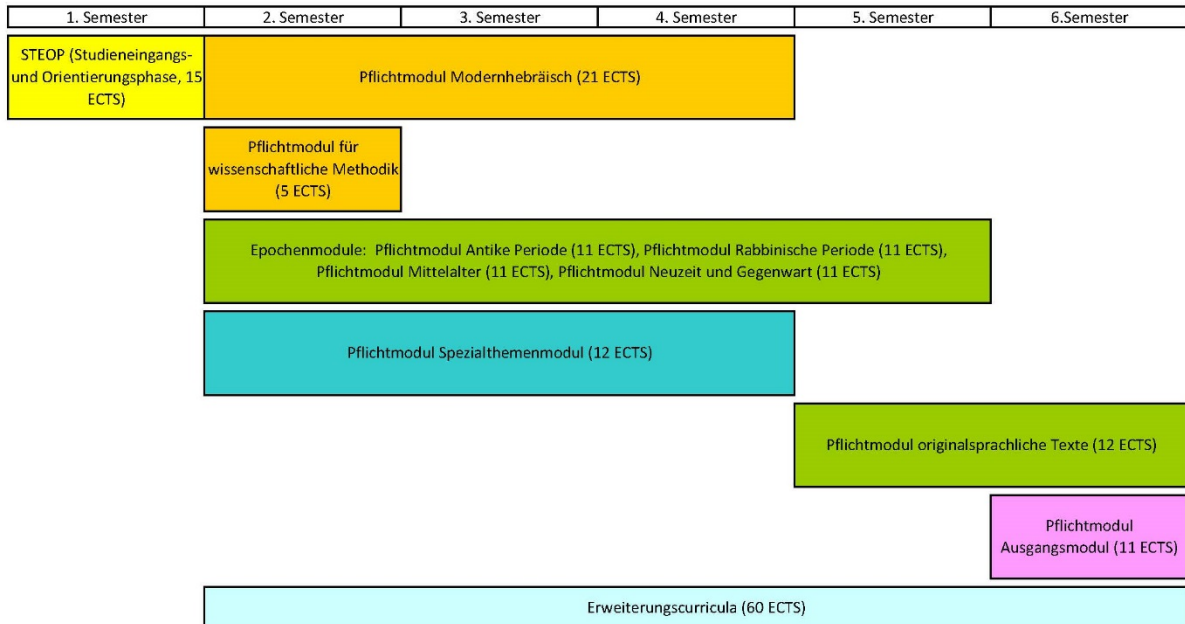 1. Semester 2. Semester 3. Semester 4. Semester 5. Semester 6.Semester
STEOP (Studieneingangs-
und Orientierungsphase, 15
ECTS)
Pflichtmodul Modernhebräisch (21 ECTS)
Pflichtmodul für
wissenschaftliche Methodik
(5 ECTS)
Epochenmodule: Pflichtmodul Antike Periode (11 ECTS), Pflichtmodul Rabbinische Periode (11 ECTS),
Pflichtmodul Mittelalter (11 ECTS), Pflichtmodul Neuzeit und Gegenwart (11 ECTS)
Pflichtmodul Spezialthemenmodul (12 ECTS)
Pflichtmodul originalsprachliche Texte (12 ECTS)
Pflichtmodul
Ausgangsmodul (11 ECTS)
Erweiterungscurricula (60 ECTS)